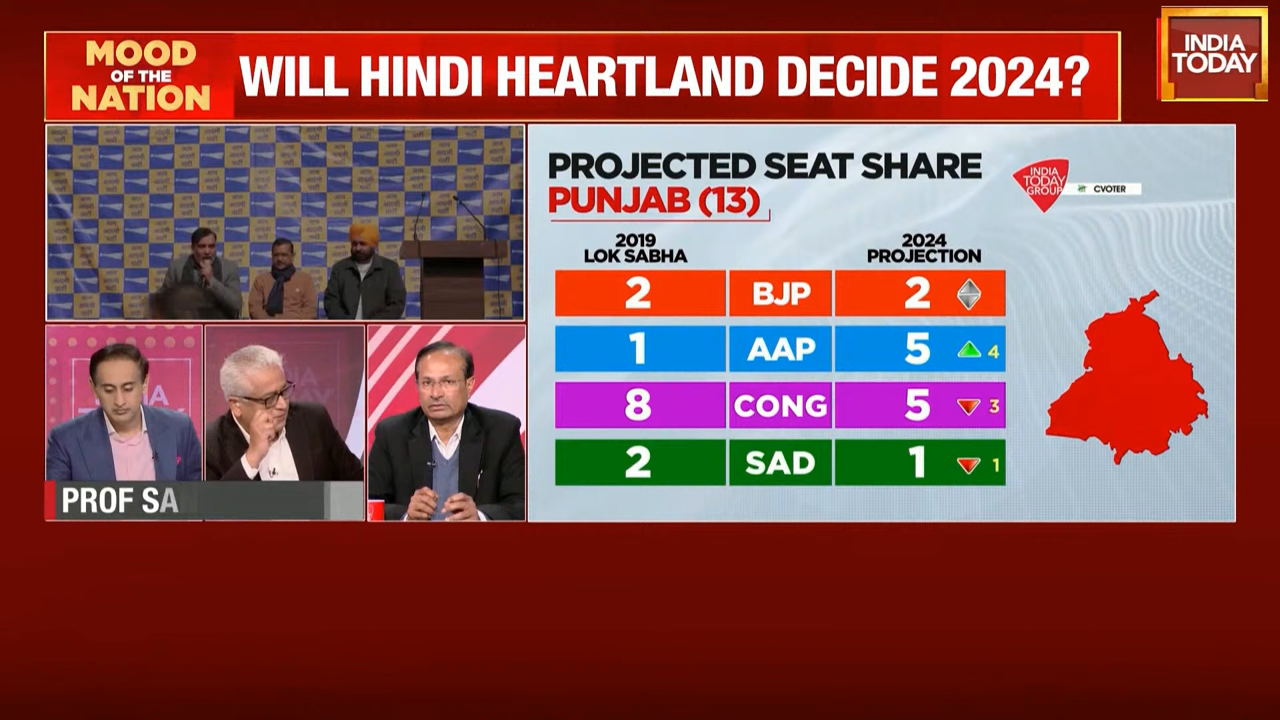 MOOD
OF THE
NATION
WILL HINDI HEARTLAND DECIDE 2024?
INDIA
TODAY
PROJECTED SEAT SHARE
PUNJAB (13)
INDIA
TODAY
GROUP
CVOTER
2019
LOK SABHA
2024
PROJECTION
2 BJP 2
1 AAP 5 4
8 CONG 5 3
2 SAD 1 1
PROF SA